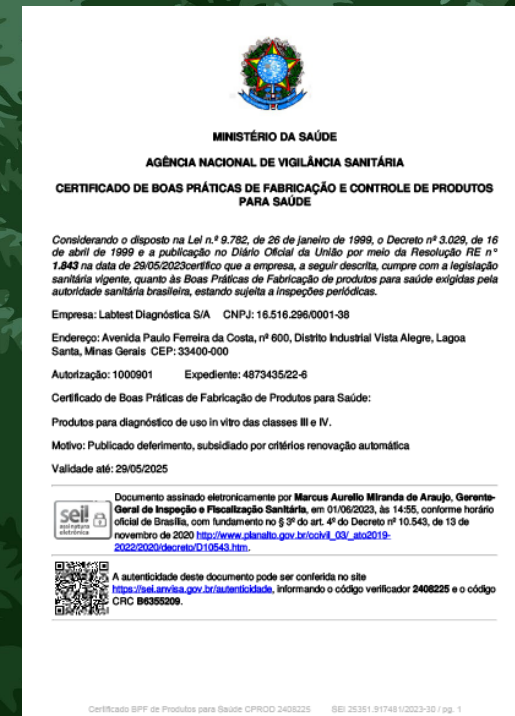 MINISTÉRIO DA SAÚDE
AGÊNCIA NACIONAL DE VIGILÂNCIA SANITÁRIA
CERTIFICADO DE BOAS PRÁTICAS DE FABRICAÇÃO E CONTROLE DE PRODUTOS
PARA SAÚDE
Considerando o disposto na Lei n.º 9.782, de 26 de janeiro de 1999, o Decreto nº 3.029, de 16
de abril de 1999 e a publicação no Diário Oficial da União por meio da Resolução RE n°
1.843 na data de 29/05/2023certifico que a empresa, a seguir descrita, cumpre com a legislação
sanitária vigente, quanto às Boas Práticas de Fabricação de produtos para saúde exigidas pela
autoridade sanitária brasileira, estando sujeita a inspeções periódicas.
Empresa: Labtest Diagnóstica S/A CNPJ: 16.516.296/0001-38
Endereço: Avenida Paulo Ferreira da Costa, nº 600, Distrito Industrial Vista Alegre, Lagoa
Santa, Minas Gerais CEP: 33400-000
Autorização: 1000901 Expediente: 4873435/22-6
Certificado de Boas Práticas de Fabricação de Produtos para Saúde:
Produtos para diagnóstico de uso in vitro das classes III e IV.
Motivo: Publicado deferimento, subsidiado por critérios renovação automática
Validade até: 29/05/2025
sei!
assinatura
eletrônica
Documento assinado eletronicamente por Marcus Aurelio Miranda de Araujo, Gerente-
Geral de Inspeção e Fiscalização Sanitária, em 01/06/2023, às 14:55, conforme horário
oficial de Brasília, com fundamento no § 3º do art. 4º do Decreto nº 10.543, de 13 de
novembro de 2020 http://www.planalto.gov.br/ccivil_03/_ato2019-
2022/2020/decreto/D10543.htm.
A autenticidade deste documento pode ser conferida no site
https://sei.anvisa.gov.br/autenticidade, informando o código verificador 2408225 e o código
CRC B6355209.
Certificado BPF de Produtos para Saúde CPROD 2408225 SEI 25351.917481/2023-30 / pg. 1